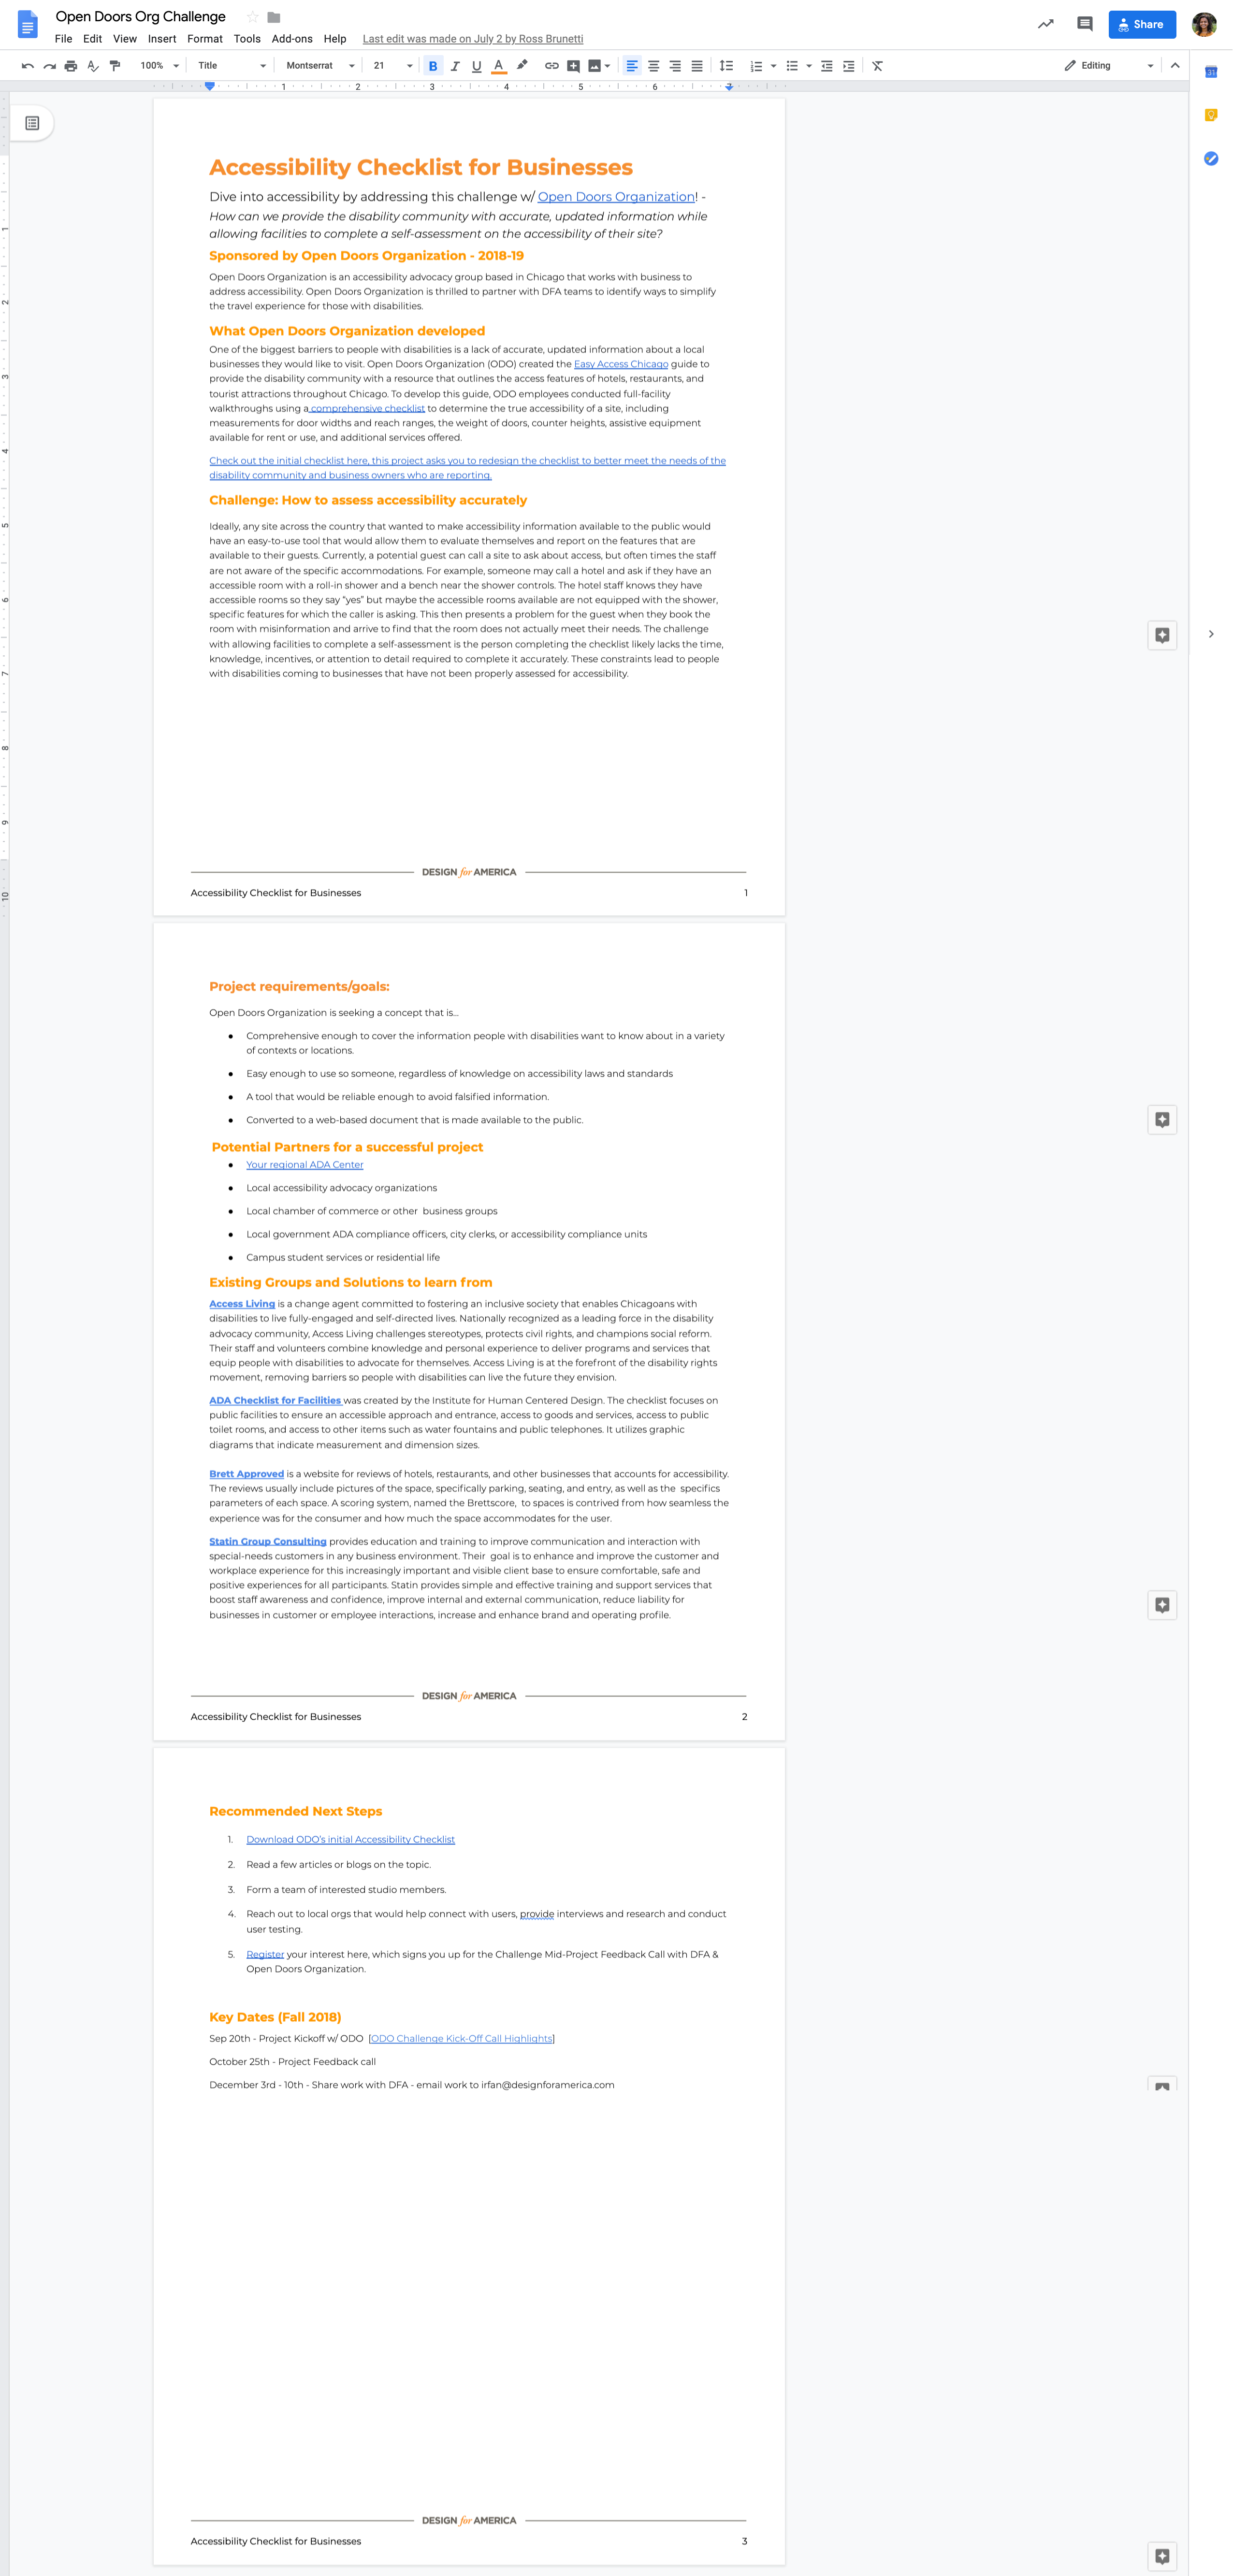 Open Doors Org Challenge
File Edit View Insert Format Tools Add-ons Help Last edit was made on July 2 by Ross Brunetti
Share
100% Title Montserrat 21 B I U A Editing
1 2 3 4 5 6 7
31
Accessibility Checklist for Businesses
Dive into accessibility by addressing this challenge w/ Open Doors Organization! -
How can we provide the disability community with accurate, updated information while
allowing facilities to complete a self-assessment on the accessibility of their site?
Sponsored by Open Doors Organization - 2018-19
Open Doors Organization is an accessibility advocacy group based in Chicago that works with business to
address accessibility. Open Doors Organization is thrilled to partner with DFA teams to identify ways to simplify
the travel experience for those with disabilities.
What Open Doors Organization developed
One of the biggest barriers to people with disabilities is a lack of accurate, updated information about a local
businesses they would like to visit. Open Doors Organization (ODO) created the Easy Access Chicago guide to
provide the disability community with a resource that outlines the access features of hotels, restaurants, and
tourist attractions throughout Chicago. To develop this guide, ODO employees conducted full-facility
walkthroughs using a comprehensive checklist to determine the true accessibility of a site, including
measurements for door widths and reach ranges, the weight of doors, counter heights, assistive equipment
available for rent or use, and additional services offered.
Check out the initial checklist here, this project asks you to redesign the checklist to better meet the needs of the
disability community and business owners who are reporting.
Challenge: How to assess accessibility accurately
Ideally, any site across the country that wanted to make accessibility information available to the public would
have an easy-to-use tool that would allow them to evaluate themselves and report on the features that are
available to their guests. Currently, a potential guest can call a site to ask about access, but often times the staff
are not aware of the specific accommodations. For example, someone may call a hotel and ask if they have an
accessible room with a roll-in shower and a bench near the shower controls. The hotel staff knows they have
accessible rooms so they say “yes” but maybe the accessible rooms available are not equipped with the shower,
specific features for which the caller is asking. This then presents a problem for the guest when they book the
room with misinformation and arrive to find that the room does not actually meet their needs. The challenge
with allowing facilities to complete a self-assessment is the person completing the checklist likely lacks the time,
knowledge, incentives, or attention to detail required to complete it accurately. These constraints lead to people
with disabilities coming to businesses that have not been properly assessed for accessibility.
DESIGN for AMERICA
Accessibility Checklist for Businesses 1
Project requirements/goals:
Open Doors Organization is seeking a concept that is...
● Comprehensive enough to cover the information people with disabilities want to know about in a variety
of contexts or locations.
● Easy enough to use so someone, regardless of knowledge on accessibility laws and standards
● A tool that would be reliable enough to avoid falsified information.
● Converted to a web-based document that is made available to the public.
Potential Partners for a successful project
● Your regional ADA Center
● Local accessibility advocacy organizations
● Local chamber of commerce or other business groups
● Local government ADA compliance officers, city clerks, or accessibility compliance units
● Campus student services or residential life
Existing Groups and Solutions to learn from
Access Living is a change agent committed to fostering an inclusive society that enables Chicagoans with
disabilities to live fully-engaged and self-directed lives. Nationally recognized as a leading force in the disability
advocacy community, Access Living challenges stereotypes, protects civil rights, and champions social reform.
Their staff and volunteers combine knowledge and personal experience to deliver programs and services that
equip people with disabilities to advocate for themselves. Access Living is at the forefront of the disability rights
movement, removing barriers so people with disabilities can live the future they envision.
ADA Checklist for Facilities was created by the Institute for Human Centered Design. The checklist focuses on
public facilities to ensure an accessible approach and entrance, access to goods and services, access to public
toilet rooms, and access to other items such as water fountains and public telephones. It utilizes graphic
diagrams that indicate measurement and dimension sizes.
Brett Approved is a website for reviews of hotels, restaurants, and other businesses that accounts for accessibility.
The reviews usually include pictures of the space, specifically parking, seating, and entry, as well as the specifics
parameters of each space. A scoring system, named the Brettscore, to spaces is contrived from how seamless the
experience was for the consumer and how much the space accommodates for the user.
Statin Group Consulting provides education and training to improve communication and interaction with
special-needs customers in any business environment. Their goal is to enhance and improve the customer and
workplace experience for this increasingly important and visible client base to ensure comfortable, safe and
positive experiences for all participants. Statin provides simple and effective training and support services that
boost staff awareness and confidence, improve internal and external communication, reduce liability for
businesses in customer or employee interactions, increase and enhance brand and operating profile.
DESIGN for AMERICA
Accessibility Checklist for Businesses 2
Recommended Next Steps
1. Download ODO's initial Accessibility Checklist
2. Read a few articles or blogs on the topic.
3. Form a team of interested studio members.
4. Reach out to local orgs that would help connect with users, provide interviews and research and conduct
user testing.
5. Register your interest here, which signs you up for the Challenge Mid-Project Feedback Call with DFA &
Open Doors Organization.
Key Dates (Fall 2018)
Sep 20th - Project Kickoff w/ ODO [ODO Challenge Kick-Off Call Highlights]
October 25th - Project Feedback call
December 3rd - 10th - Share work with DFA - email work to irfan@designforamerica.com
DESIGN for AMERICA
Accessibility Checklist for Businesses 3